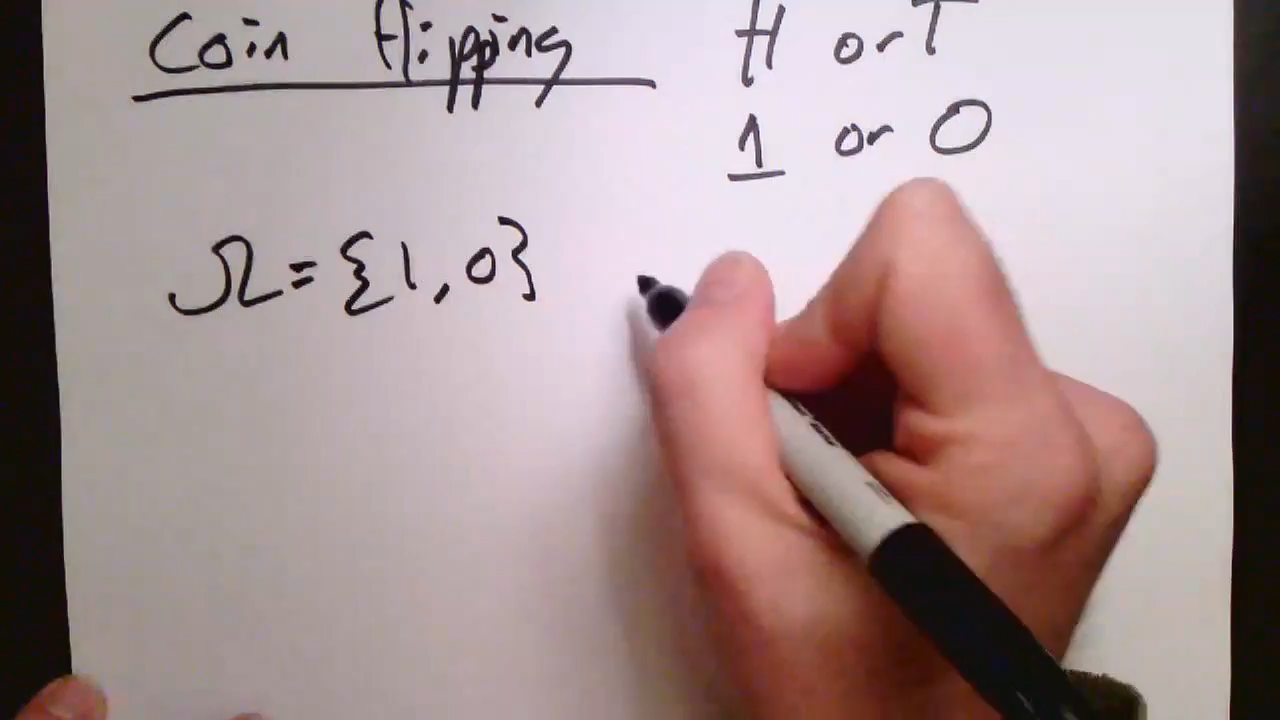 Coin Flipping
H or T
1 or 0
Ω = {1, 0}